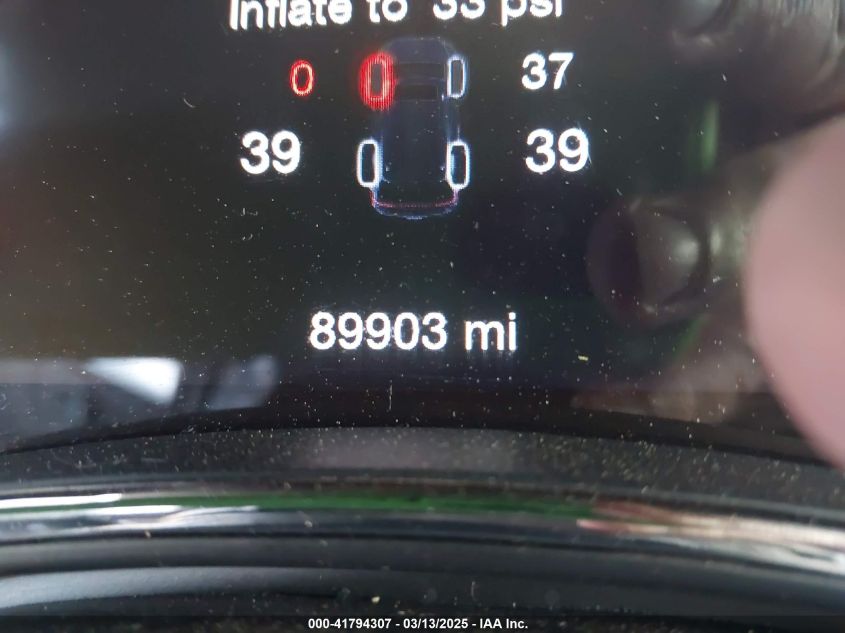 Inflate to 33 psi
0 37
39 39
89903 mi
000-41794307 - 03/13/2025 - IAA Inc.